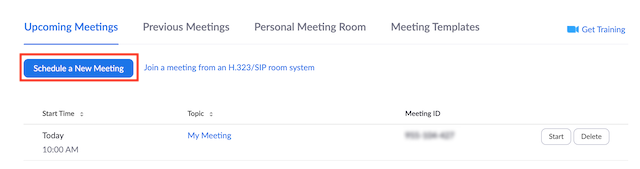 Upcoming Meetings Previous Meetings Personal Meeting Room Meeting Templates Get Training
Schedule a New Meeting Join a meeting from an H.323/SIP room system
Start Time Topic Meeting ID
Today My Meeting Start Delete
10:00 AM